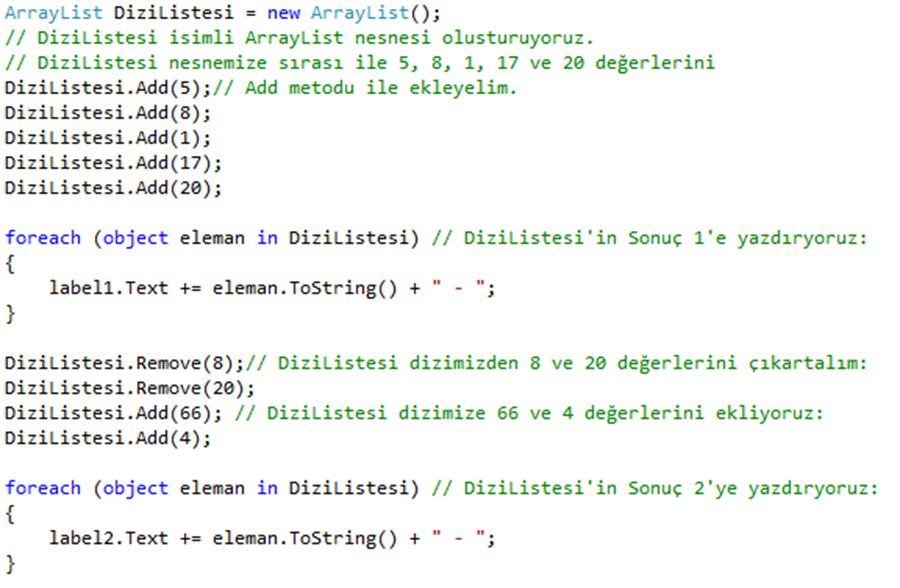 ArrayList DiziListesi = new ArrayList();
// DiziListesi isimli ArrayList nesnesi olusturuyoruz.
// DiziListesi nesnemize sırası ile 5, 8, 1, 17 ve 20 değerlerini
DiziListesi.Add(5);// Add metodu ile ekleyelim.
DiziListesi.Add(8);
DiziListesi.Add(1);
DiziListesi.Add(17);
DiziListesi.Add(20);
foreach (object eleman in DiziListesi) // DiziListesi'in Sonuç 1'e yazdırıyoruz:
{
    label1.Text += eleman.ToString() + " - ";
}
DiziListesi.Remove(8);// DiziListesi dizimizden 8 ve 20 değerlerini çıkartalım:
DiziListesi.Remove(20);
DiziListesi.Add(66); // DiziListesi dizimize 66 ve 4 değerlerini ekliyoruz:
DiziListesi.Add(4);
foreach (object eleman in DiziListesi) // DiziListesi'in Sonuç 2'ye yazdırıyoruz:
{
    label2.Text += eleman.ToString() + " - ";
}